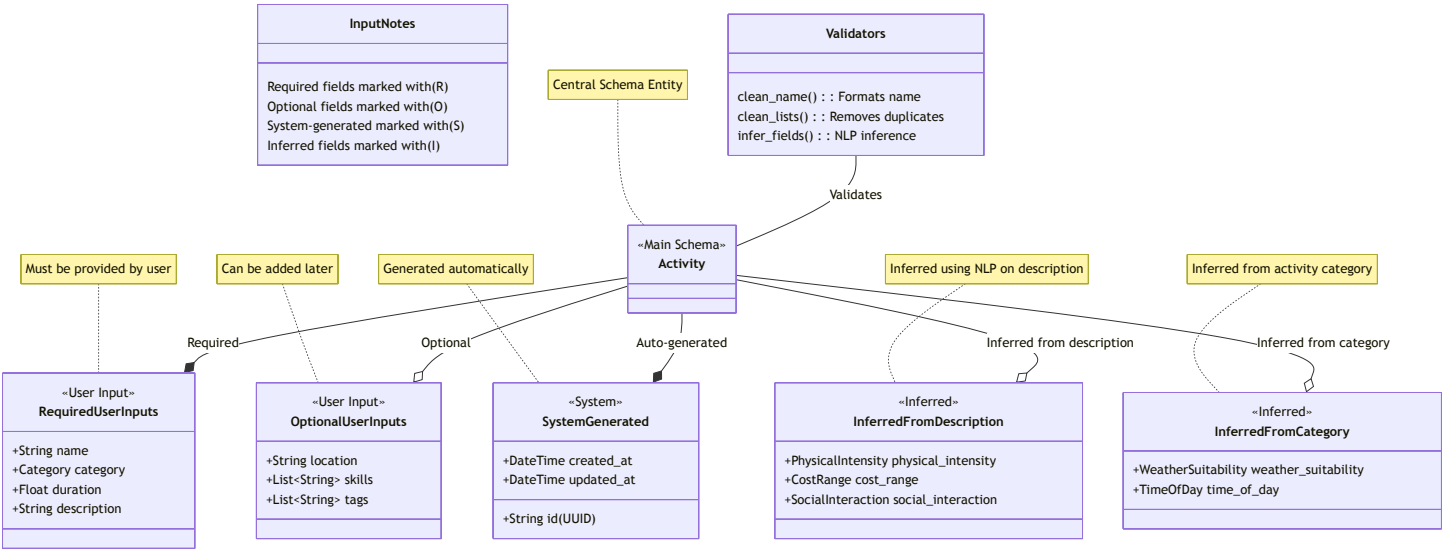 InputNotes
Required fields marked with(R)
Optional fields marked with(O)
System-generated marked with(S)
Inferred fields marked with(I)
Central Schema Entity
Validators
clean_name() : : Formats name
clean_lists() : : Removes duplicates
infer_fields() : : NLP inference
Validates
«Main Schema»
Activity
Must be provided by user
Can be added later
Generated automatically
Inferred using NLP on description
Inferred from activity category
Required
Optional
Auto-generated
Inferred from description
Inferred from category
«User Input»
RequiredUserInputs
+String name
+Category category
+Float duration
+String description
«User Input»
OptionalUserInputs
+String location
+List<String> skills
+List<String> tags
«System»
SystemGenerated
+DateTime created_at
+DateTime updated_at
+String id(UUID)
«Inferred»
InferredFromDescription
+PhysicalIntensity physical_intensity
+CostRange cost_range
+SocialInteraction social_interaction
«Inferred»
InferredFromCategory
+WeatherSuitability weather_suitability
+TimeOfDay time_of_day